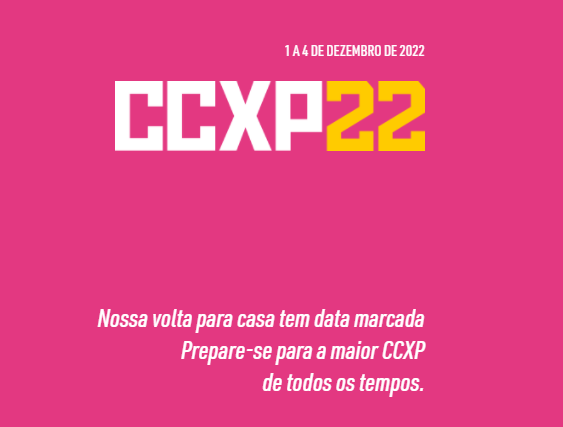 1 A 4 DE DEZEMBRO DE 2022
CCXP22
Nossa volta para casa tem data marcada
Prepare-se para a maior CCXP
de todos os tempos.